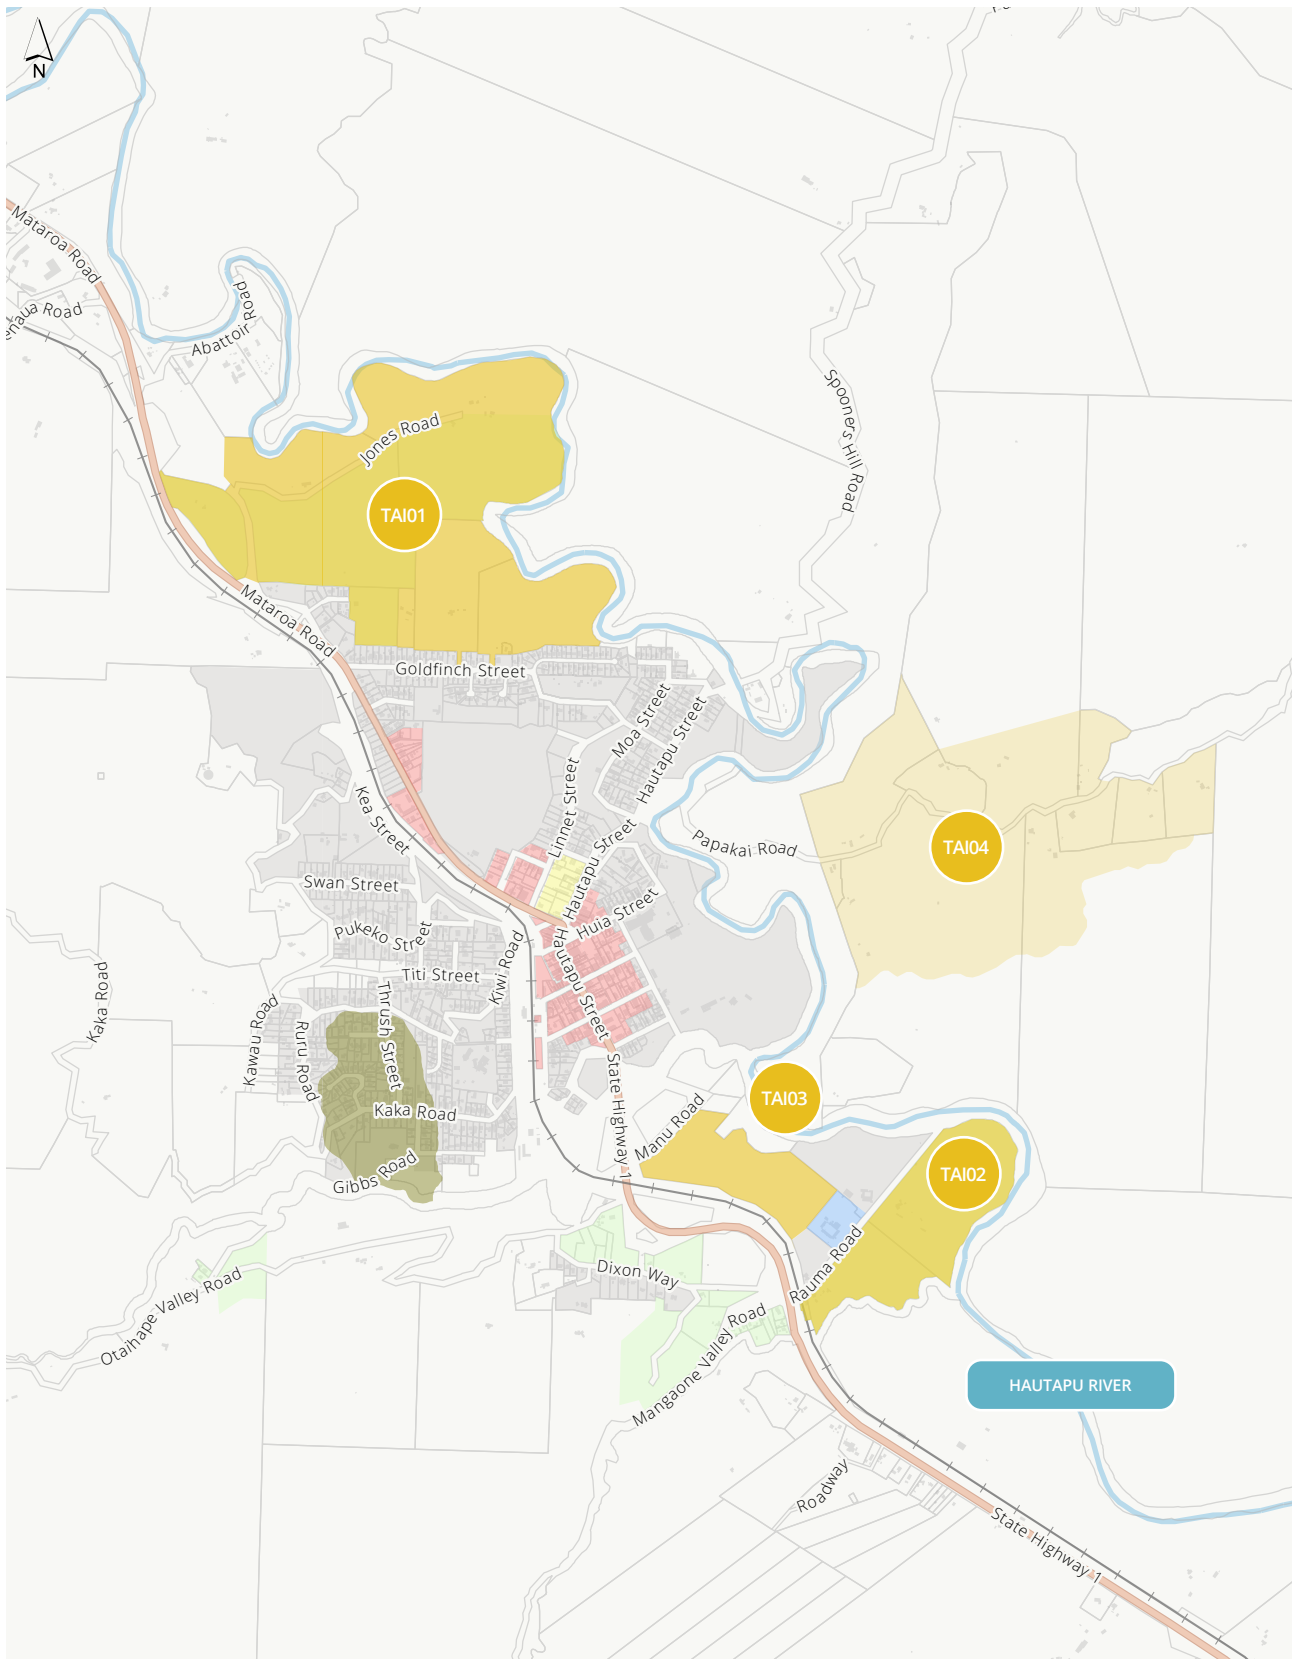 N
Mataroa Road
enaua Road
Abattoir Road
Jones Road
TAI01
Spooners Hill Road
Mataroa Road
Goldfinch Street
Moa Street
Hautapu Street
Kea Street
Linnet Street
Papakai Road
TAI04
Hautapu Street
Swan Street
Huia Street
Pukeko Street
Hautapu Street
Titi Street
Kiwi Road
Kaka Road
Thrush Street
Kawau Road
Ruru Road
State Highway 1
TAI03
Kaka Road
Manu Road
TAI02
Gibbs Road
Rauma Road
Dixon Way
Otaihape Valley Road
Mangaone Valley Road
HAUTAPU RIVER
Roadway
State Highway 1